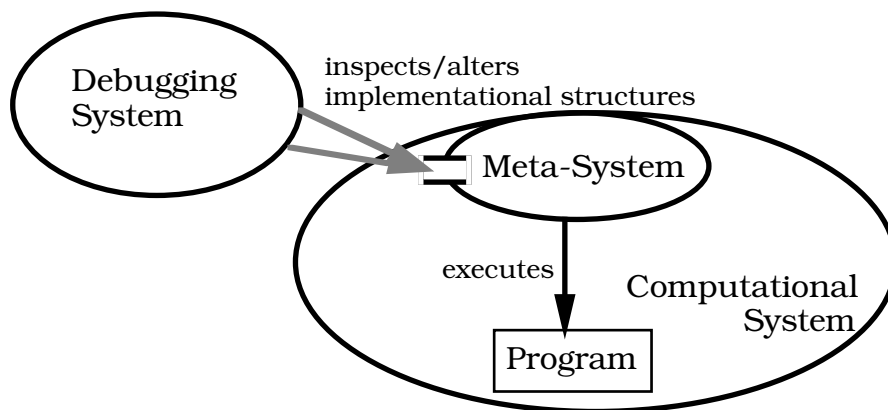 Debugging
System
inspects/alters
implementational structures
Meta-System
executes
Computational
System
Program